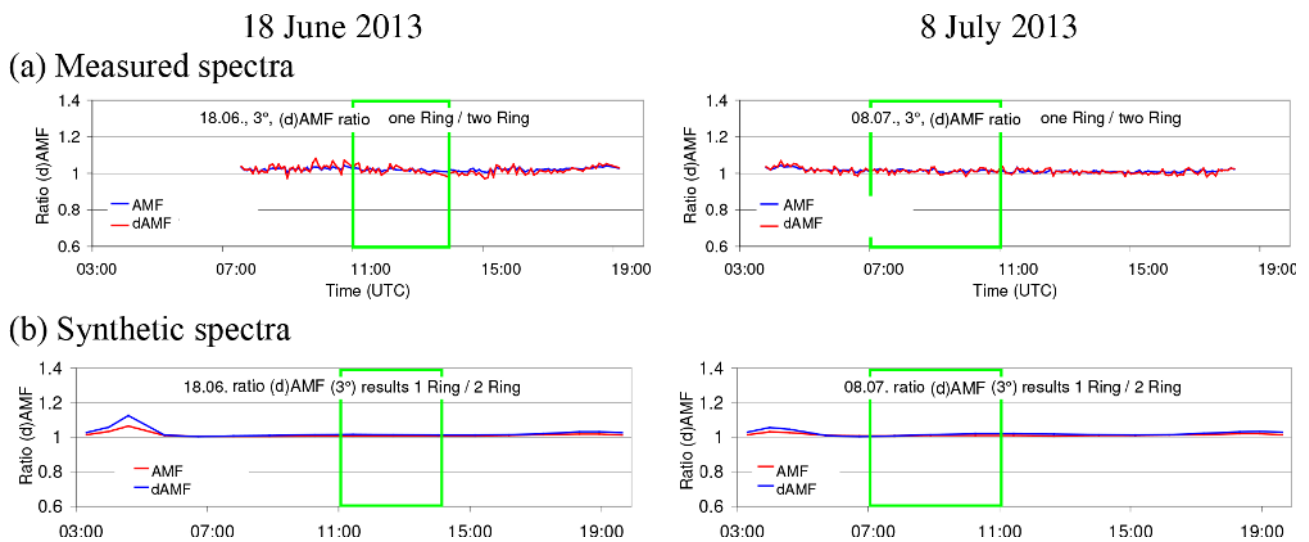 18 June 2013
8 July 2013
(a) Measured spectra
Ratio (d)AMF
1.4
1.2
1
0.8
0.6
18.06., 3°, (d)AMF ratio one Ring / two Ring
AMF
dAMF
03:00 07:00 11:00 15:00 19:00
Time (UTC)
Ratio (d)AMF
1.4
1.2
1
0.8
0.6
08.07., 3°, (d)AMF ratio one Ring / two Ring
AMF
dAMF
03:00 07:00 11:00 15:00 19:00
Time (UTC)
(b) Synthetic spectra
Ratio (d)AMF
1.4
1.2
1
0.8
0.6
18.06. ratio (d)AMF (3°) results 1 Ring / 2 Ring
AMF
dAMF
03:00 07:00 11:00 15:00 19:00
Ratio (d)AMF
1.4
1.2
1
0.8
0.6
08.07. ratio (d)AMF (3°) results 1 Ring / 2 Ring
AMF
dAMF
03:00 07:00 11:00 15:00 19:00